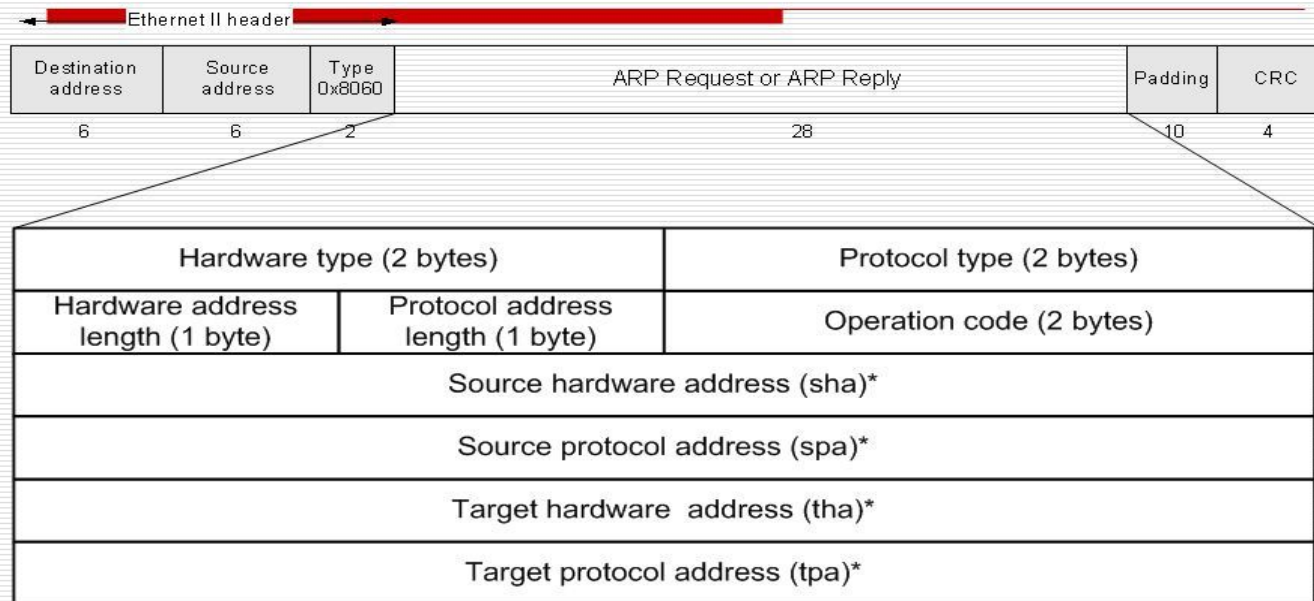 Ethernet II header
Destination
address
Source
address
Type
0x8060
ARP Request or ARP Reply
Padding
CRC
6
6
2
28
10
4
Hardware type (2 bytes)
Protocol type (2 bytes)
Hardware address
length (1 byte)
Protocol address
length (1 byte)
Operation code (2 bytes)
Source hardware address (sha)*
Source protocol address (spa)*
Target hardware address (tha)*
Target protocol address (tpa)*